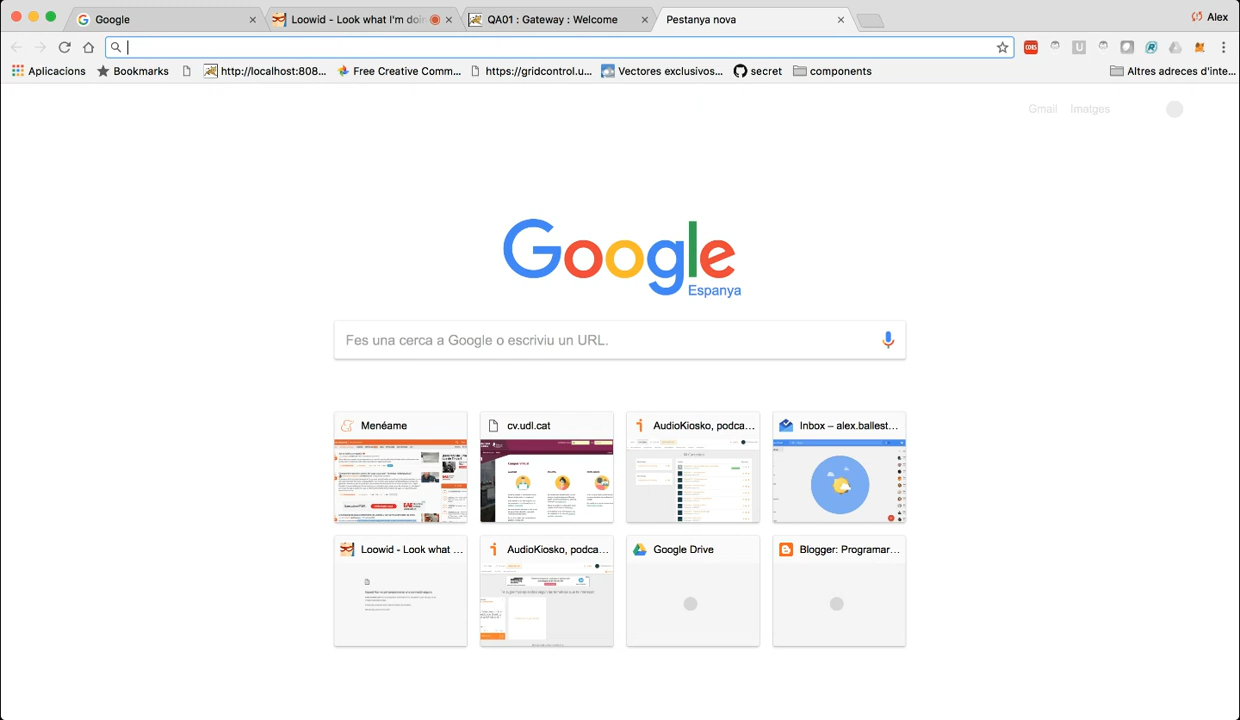 Google
Loowid - Look what I'm doin
QA01 : Gateway : Welcome
Pestanya nova
Alex
Aplicacions
Bookmarks
http://localhost:808...
Free Creative Comm...
https://gridcontrol.u...
Vectores exclusivos...
secret
components
Altres adreces d'inte...
Gmail
Imatges
Google
Espanya
Fes una cerca a Google o escriviu un URL.
Menéame
cv.udl.cat
AudioKiosko, podca...
Inbox – alex.ballest...
Loowid - Look what ...
AudioKiosko, podca...
Google Drive
Blogger: Programar...